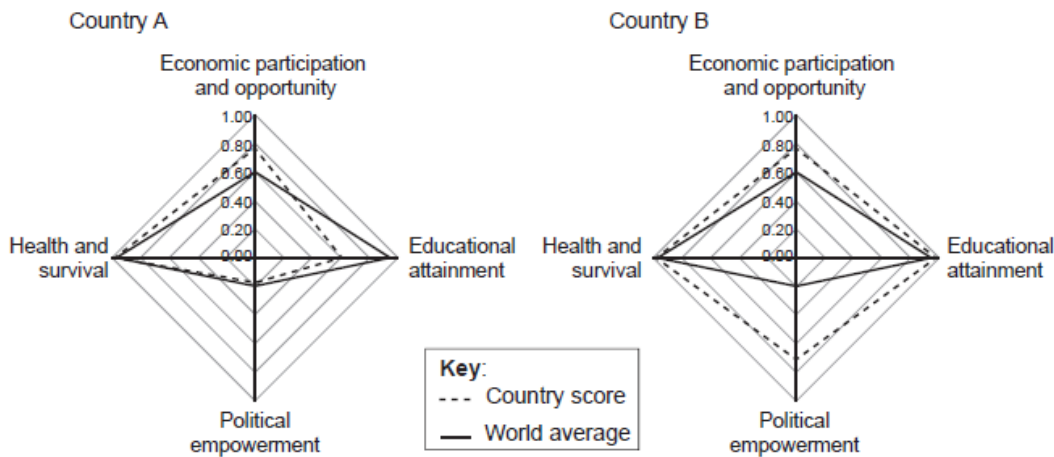 Country A
Economic participation
and opportunity
1.00
0.80
0.60
0.40
0.20
0.00
Health and
survival
Educational
attainment
Political
empowerment
Country B
Economic participation
and opportunity
1.00
0.80
0.60
0.40
0.20
0.00
Health and
survival
Educational
attainment
Political
empowerment
Key:
Country score
World average